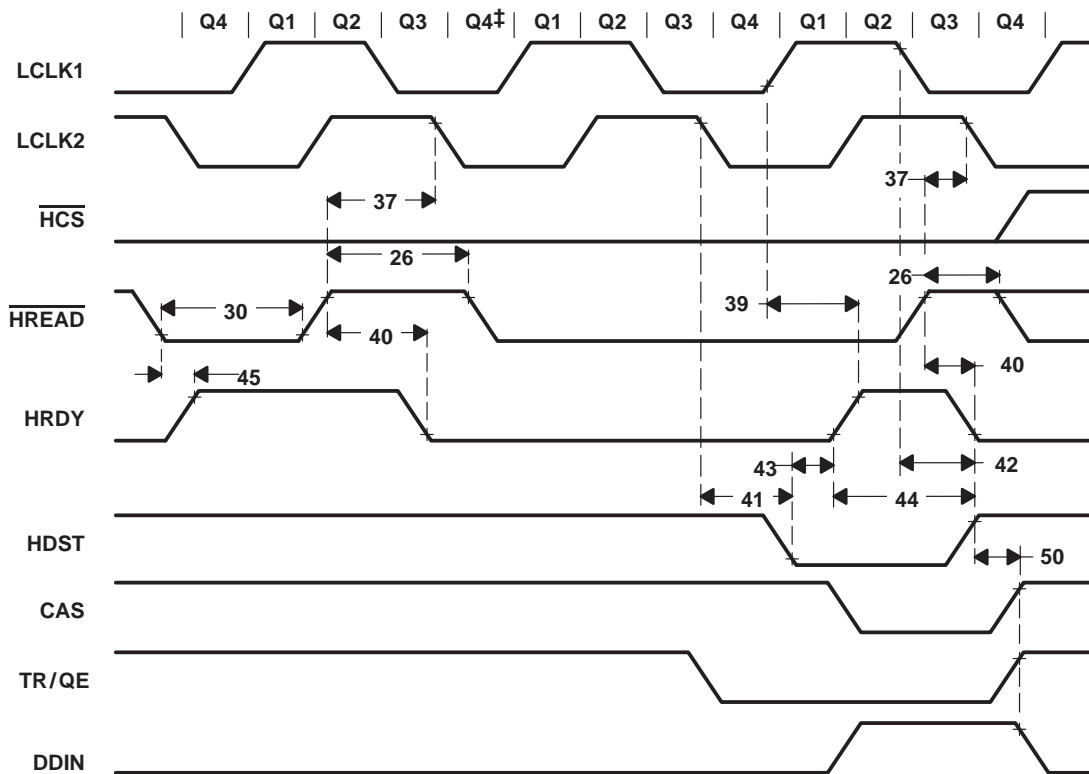 Q4 Q1 Q2 Q3 Q4‡ Q1 Q2 Q3 Q4 Q1 Q2 Q3 Q4
LCLK1
LCLK2
37
37
HCS
26
26
30
39
HREAD
40
40
45
HRDY
43
42
41
44
HDST
50
CAS
TR/QE
DDIN